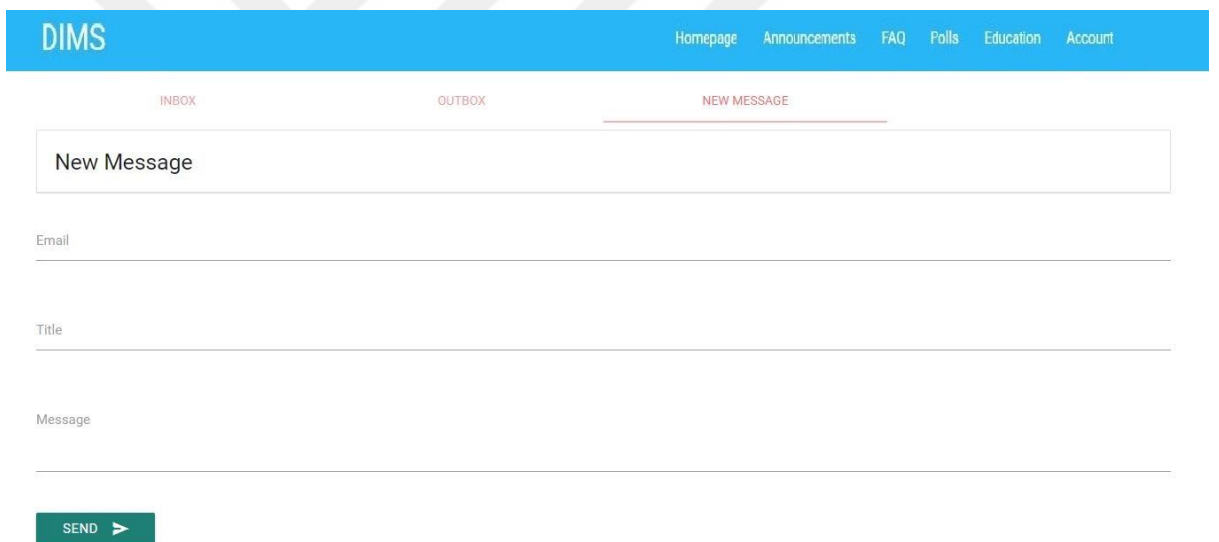 DIMS Homepage Announcements FAQ Polls Education Account
INBOX OUTBOX NEW MESSAGE
New Message
Email
Title
Message
SEND